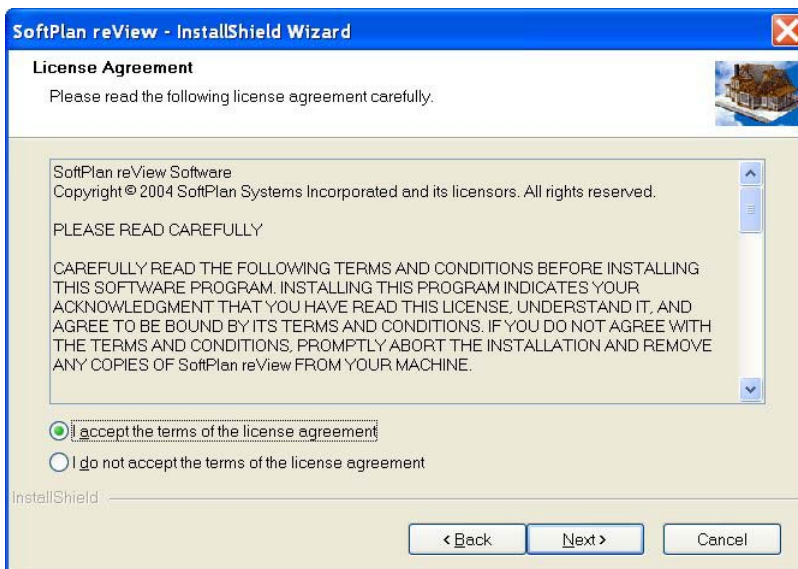 SoftPlan reView - InstallShield Wizard
License Agreement
Please read the following license agreement carefully.
SoftPlan reView Software
Copyright © 2004 SoftPlan Systems Incorporated and its licensors. All rights reserved.
PLEASE READ CAREFULLY
CAREFULLY READ THE FOLLOWING TERMS AND CONDITIONS BEFORE INSTALLING
THIS SOFTWARE PROGRAM. INSTALLING THIS PROGRAM INDICATES YOUR
ACKNOWLEDGMENT THAT YOU HAVE READ THIS LICENSE, UNDERSTAND IT, AND
AGREE TO BE BOUND BY ITS TERMS AND CONDITIONS. IF YOU DO NOT AGREE WITH
THE TERMS AND CONDITIONS, PROMPTLY ABORT THE INSTALLATION AND REMOVE
ANY COPIES OF SoftPlan reView FROM YOUR MACHINE.
I accept the terms of the license agreement
I do not accept the terms of the license agreement
InstallShield
< Back Next > Cancel